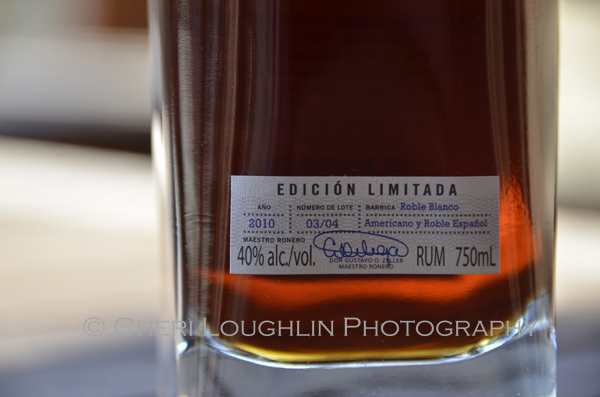 EDICIÓN LIMITADA
AÑO NÚMERO DE LOTE BARRICA Roble Blanco
2010 03/04 Americano y Roble Español
MAESTRO RONERO
40% alc./vol. RUM 750mL
DON GUSTAVO O. ZELLER
MAESTRO RONERO
© CHERI LOUGHLIN PHOTOGRAPHY